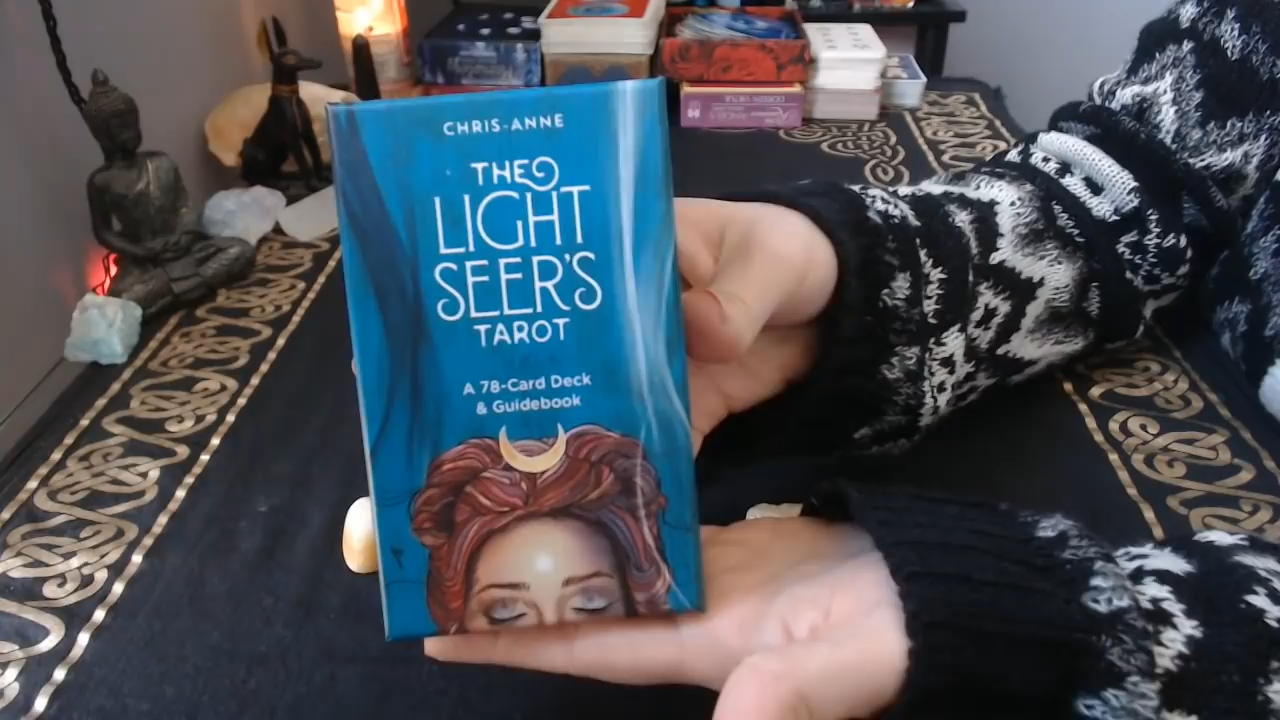 CHRIS-ANNE
THE
LIGHT
SEER'S
TAROT
A 78-Card Deck
& Guidebook